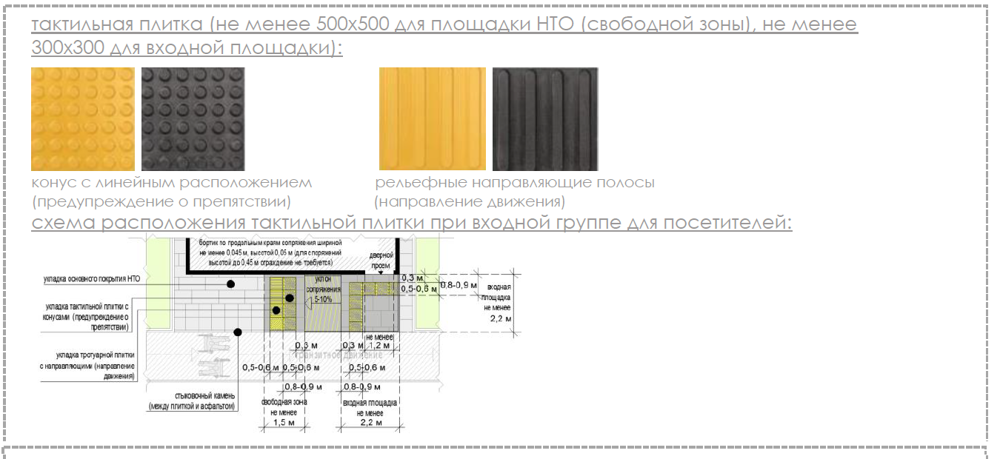 тактильная плитка (не менее 500х500 для площадки НТО (свободной зоны), не менее
300х300 для входной площадки):
конус с линейным расположением
(предупреждение о препятствии)
рельефные направляющие полосы
(направление движения)
схема расположения тактильной плитки при входной группе для посетителей:
бортик по продольным краям сопряжения шириной
не менее 0,045 м, высотой 0,05 м (для споряжений
высотой до 0,45 м ограждение не требуется)
дверной
проем
укладка основного покрытия НТО
уклон
сопряжения
5-10%
0,3 м
0,5-0,6 м
0,8-0,9 м
входная
площадка
не менее
2,2 м
укладка тактильной плитки с
конусами (предупреждение о
препятствии)
не менее
0,3 м
0,3 м
1,2 м
транзитное движение
укладка тротуарной плитки
с направляющими (направление
движения)
0,5-0,6 м
0,5-0,6 м
0,5-0,6 м
0,8-0,9 м
0,8-0,9 м
стыковочный камень
(между плиткой и асфальтом)
свободная зона
не менее
1,5 м
входная площадка
не менее
2,2 м